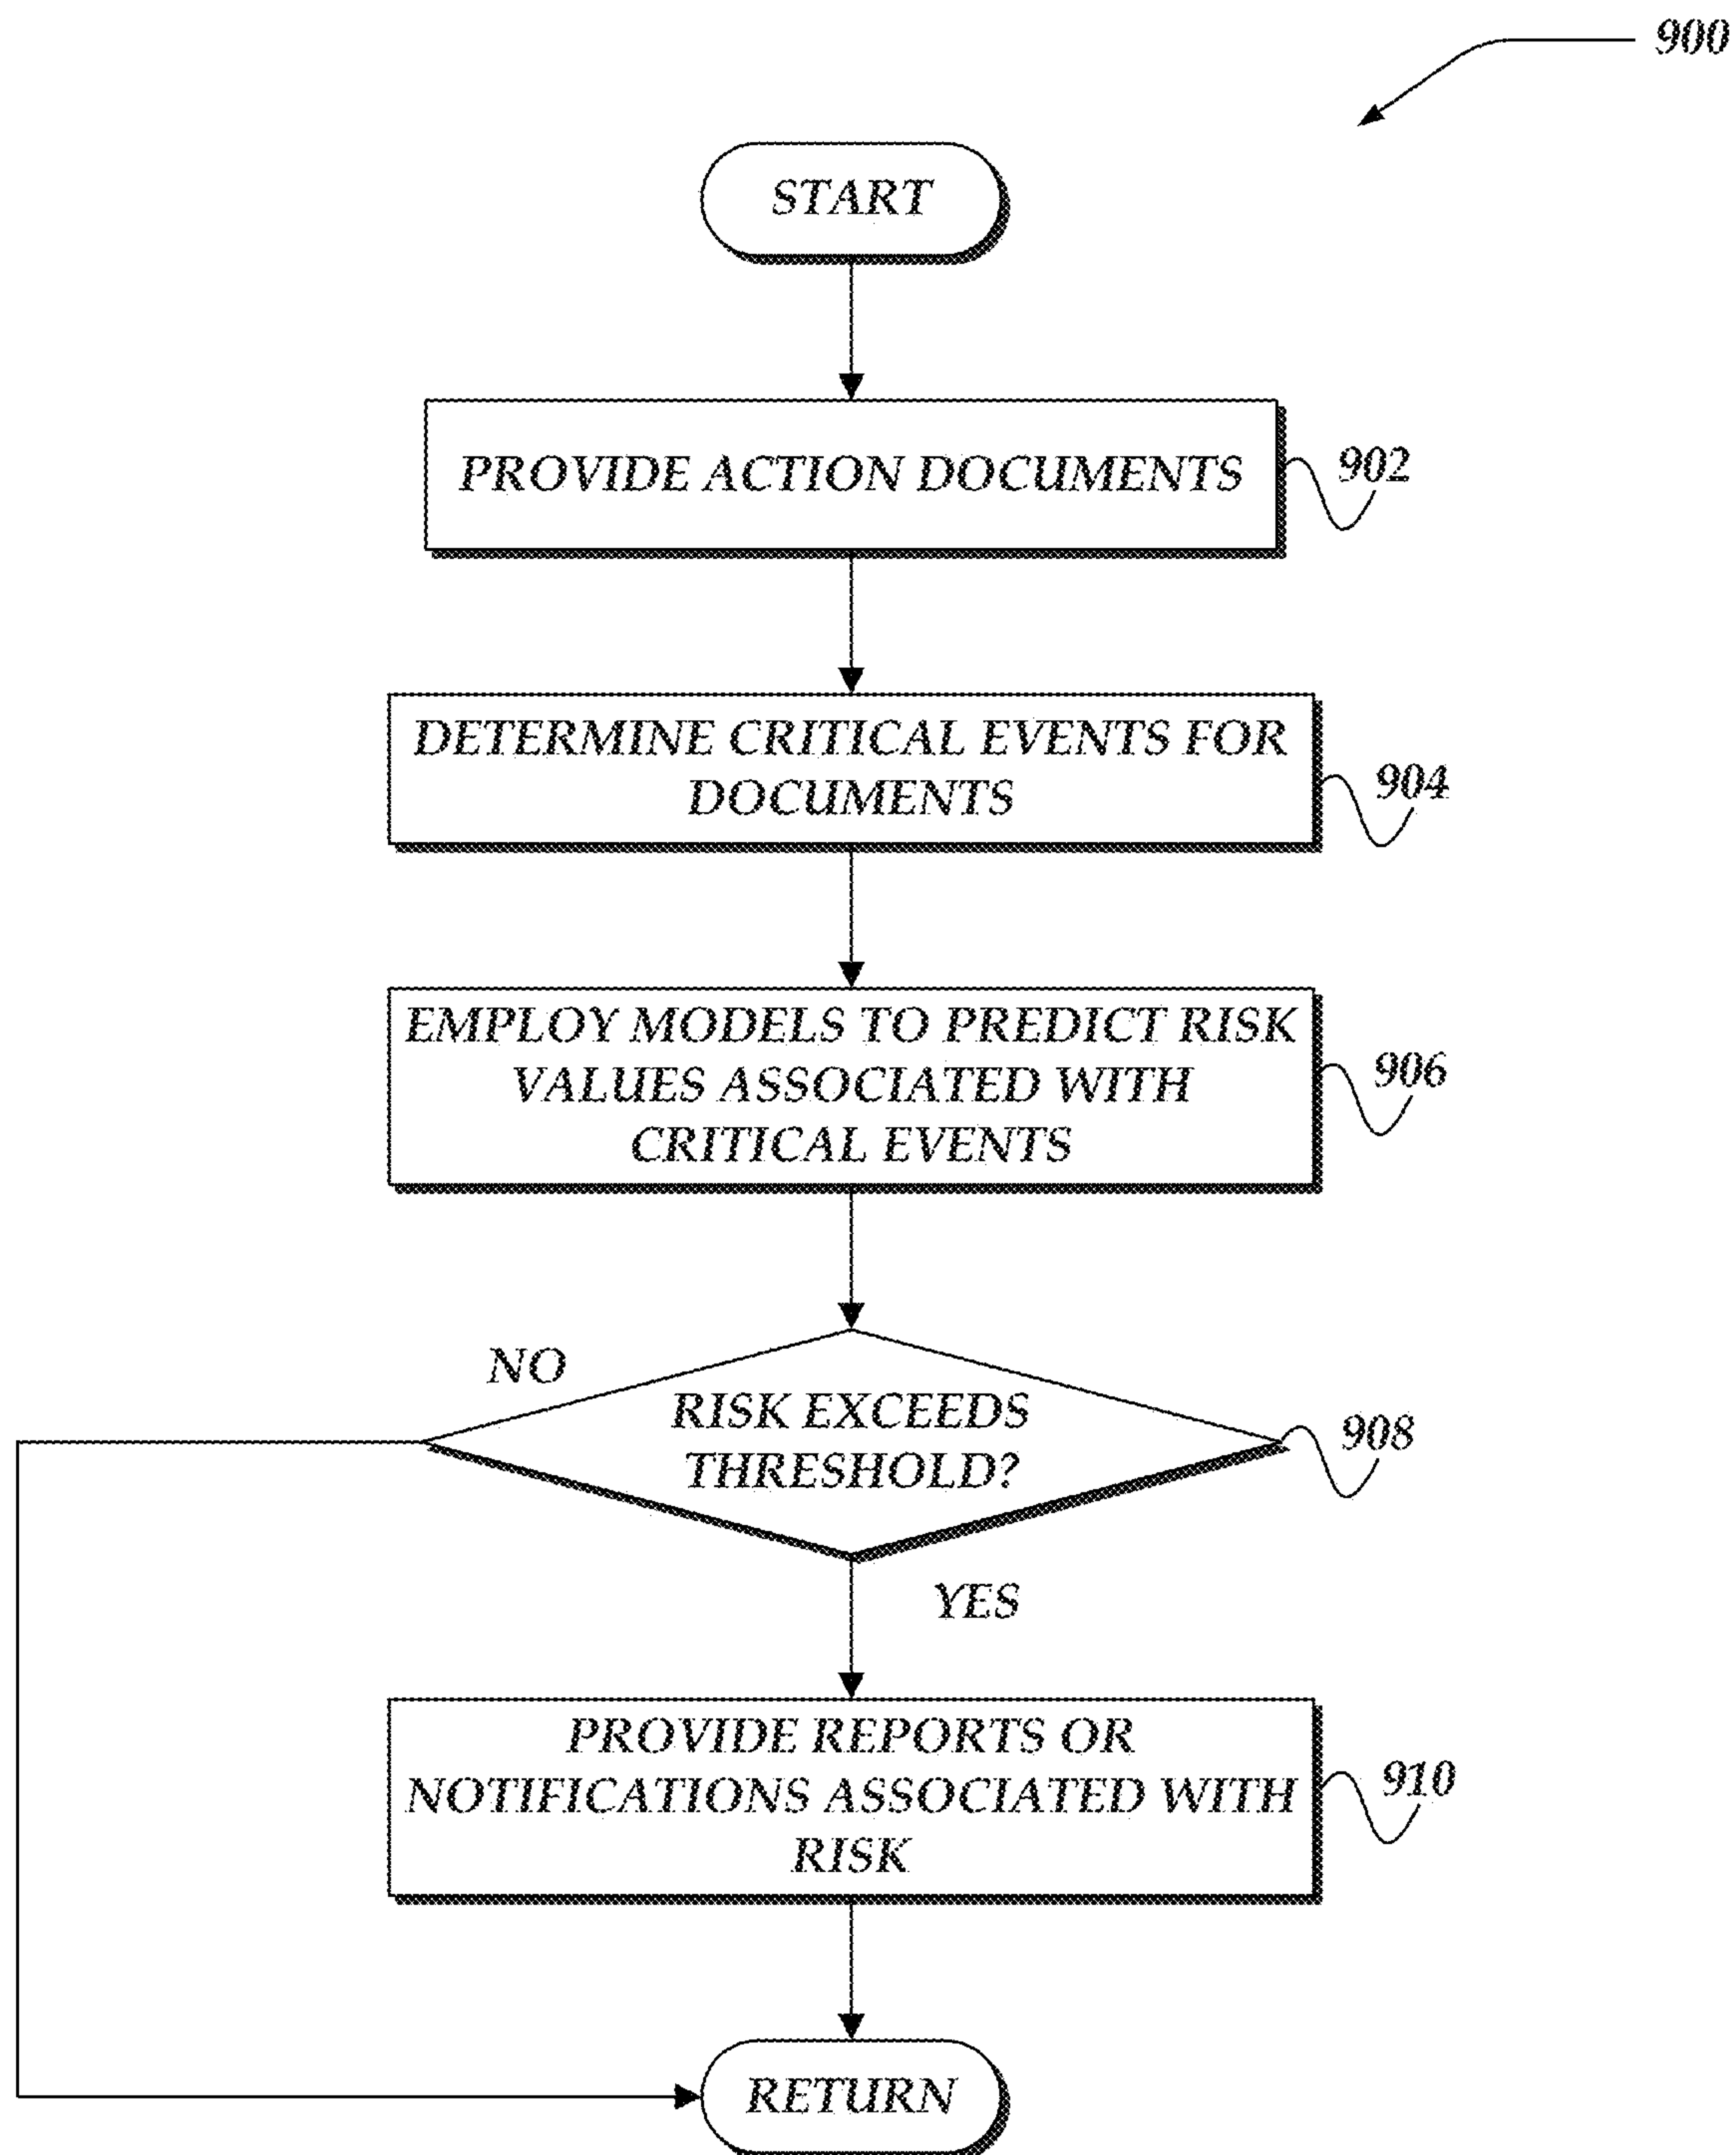 900
START
PROVIDE ACTION DOCUMENTS
902
DETERMINE CRITICAL EVENTS FOR
DOCUMENTS
904
EMPLOY MODELS TO PREDICT RISK
VALUES ASSOCIATED WITH
CRITICAL EVENTS
906
NO
RISK EXCEEDS
THRESHOLD?
908
YES
PROVIDE REPORTS OR
NOTIFICATIONS ASSOCIATED WITH
RISK
910
RETURN